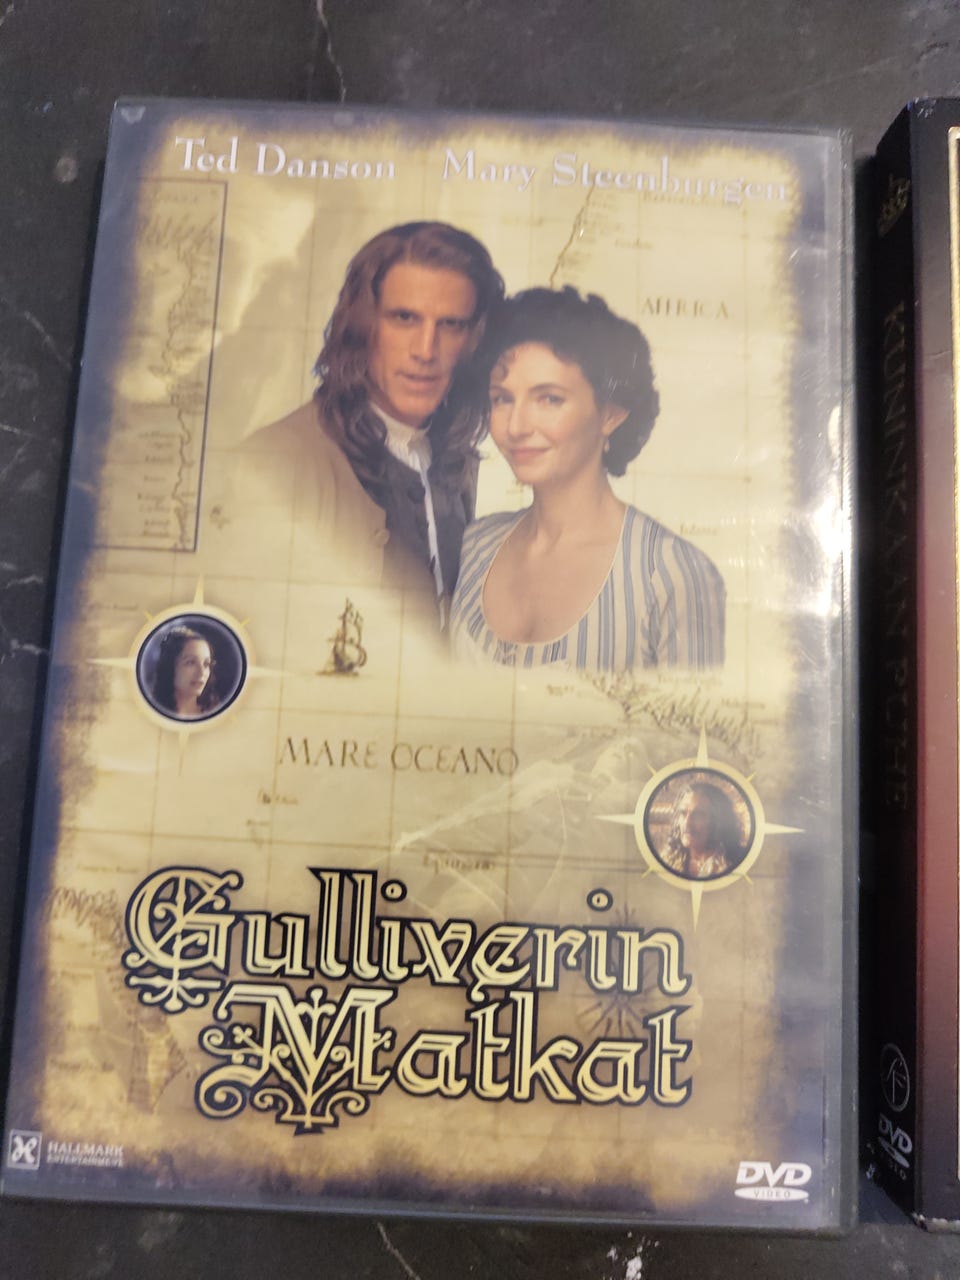 Ted Danson Mary Steenburgen
AFRICA
MARE OCEANO
Gulliverin
Matkat
HALLMARK
ENTERTAINMENT
DVD
VIDEO
KUNINKAAN PUHE
DVD